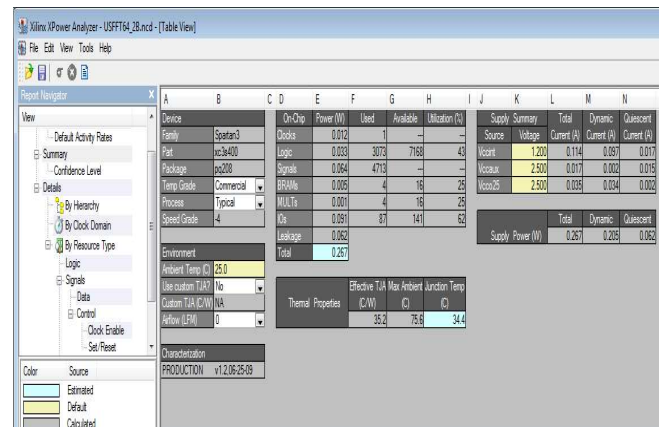 Xilinx XPower Analyzer - USFFT64_2B.ncd - [Table View]
File Edit View Tools Help
Report Navigator X
View
Default Activity Rates
Summary
Confidence Level
Details
By Hierarchy
By Clock Domain
By Resource Type
Logic
Signals
Data
Control
Clock Enable
Set/Reset
Color Source
Estimated
Default
Calculated
A B C D E F G H I J K L M N
Device
Family Spartan3
Part xc3s400
Package pq208
Temp Grade Commercial
Process Typical
Speed Grade -4
Environment
Ambient Temp (C) 25.0
Use custom TJA? No
Custom TJA (C/W) NA
Airflow (LFM) 0
Characterization
PRODUCTION v1.2,06-25-09
On-Chip Power (W) Used Available Utilization (%)
Clocks 0.012 1 --- ---
Logic 0.033 3073 7168 43
Signals 0.064 4713 --- ---
BRAMs 0.005 4 16 25
MULTs 0.001 4 16 25
IOs 0.091 87 141 62
Leakage 0.062
Total 0.267
Effective TJA Max Ambient Junction Temp
Thermal Properties (C/W) (C) (C)
35.2 75.6 34.4
Supply Summary Total Dynamic Quiescent
Source Voltage Current (A) Current (A) Current (A)
Vccint 1.200 0.114 0.097 0.017
Vccaux 2.500 0.017 0.002 0.015
Vcco25 2.500 0.035 0.034 0.002
Total Dynamic Quiescent
Supply Power (W) 0.267 0.205 0.062